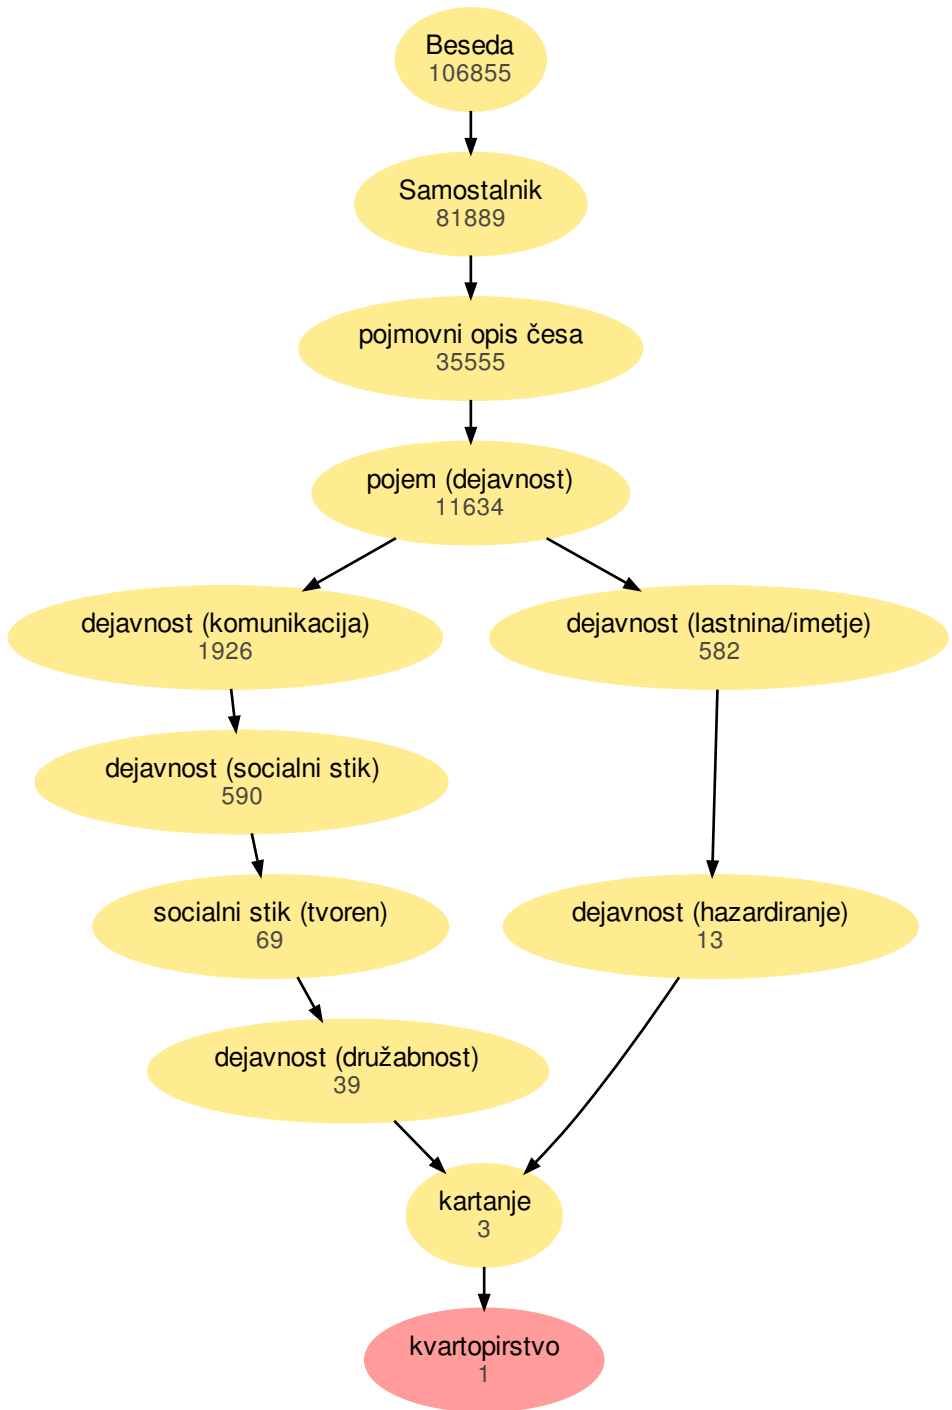 Beseda
106855
Samostalnik
81889
pojmovni opis česa
35555
pojem (dejavnost)
11634
dejavnost (komunikacija)
1926
dejavnost (lastnina/imetje)
582
dejavnost (socialni stik)
590
socialni stik (tvoren)
69
dejavnost (hazardiranje)
13
dejavnost (družabnost)
39
kartanje
3
kvartopirstvo
1